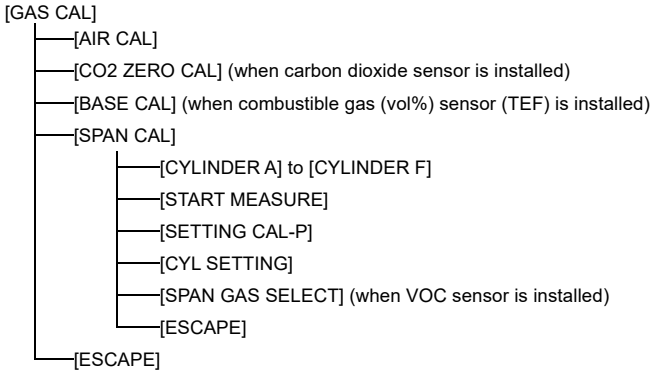 [GAS CAL]
[AIR CAL]
[CO2 ZERO CAL] (when carbon dioxide sensor is installed)
[BASE CAL] (when combustible gas (vol%) sensor (TEF) is installed)
[SPAN CAL]
[CYLINDER A] to [CYLINDER F]
[START MEASURE]
[SETTING CAL-P]
[CYL SETTING]
[SPAN GAS SELECT] (when VOC sensor is installed)
[ESCAPE]
[ESCAPE]